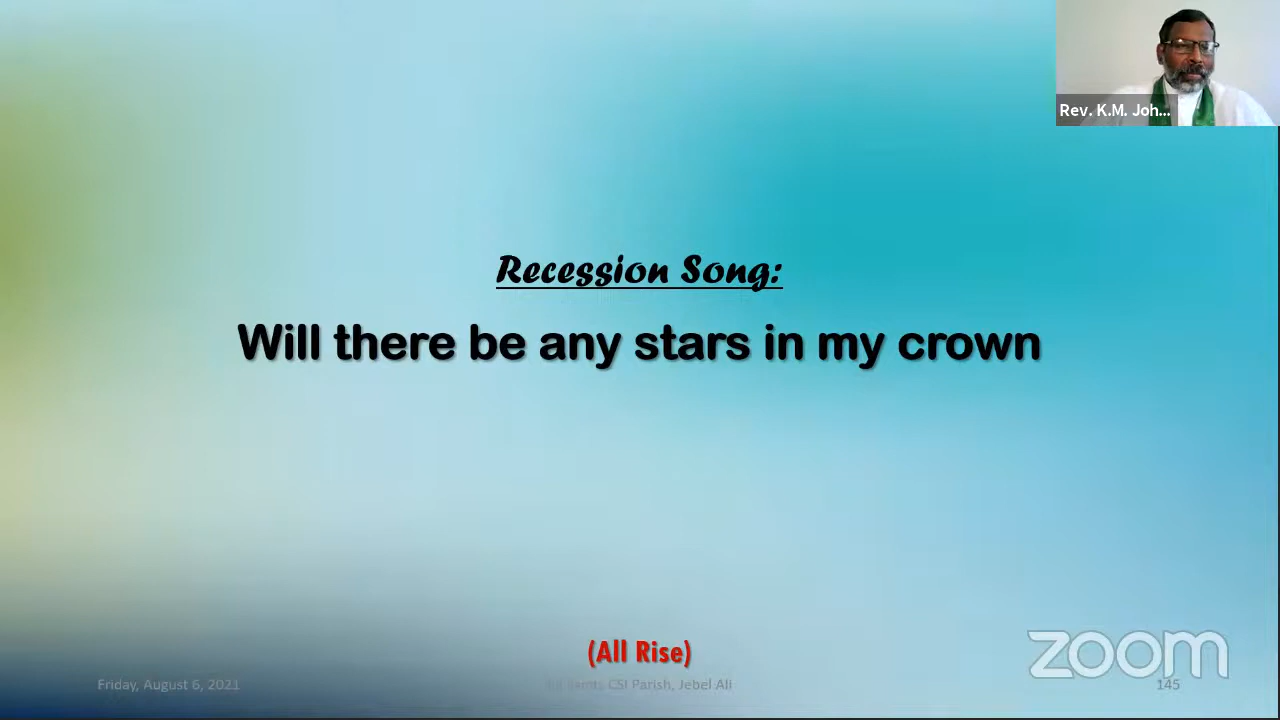 Rev. K.M. Joh...
Recession Song:
Will there be any stars in my crown
(All Rise)
zoom
Friday, August 6, 2021
CSI Parish, Jebel Ali
145